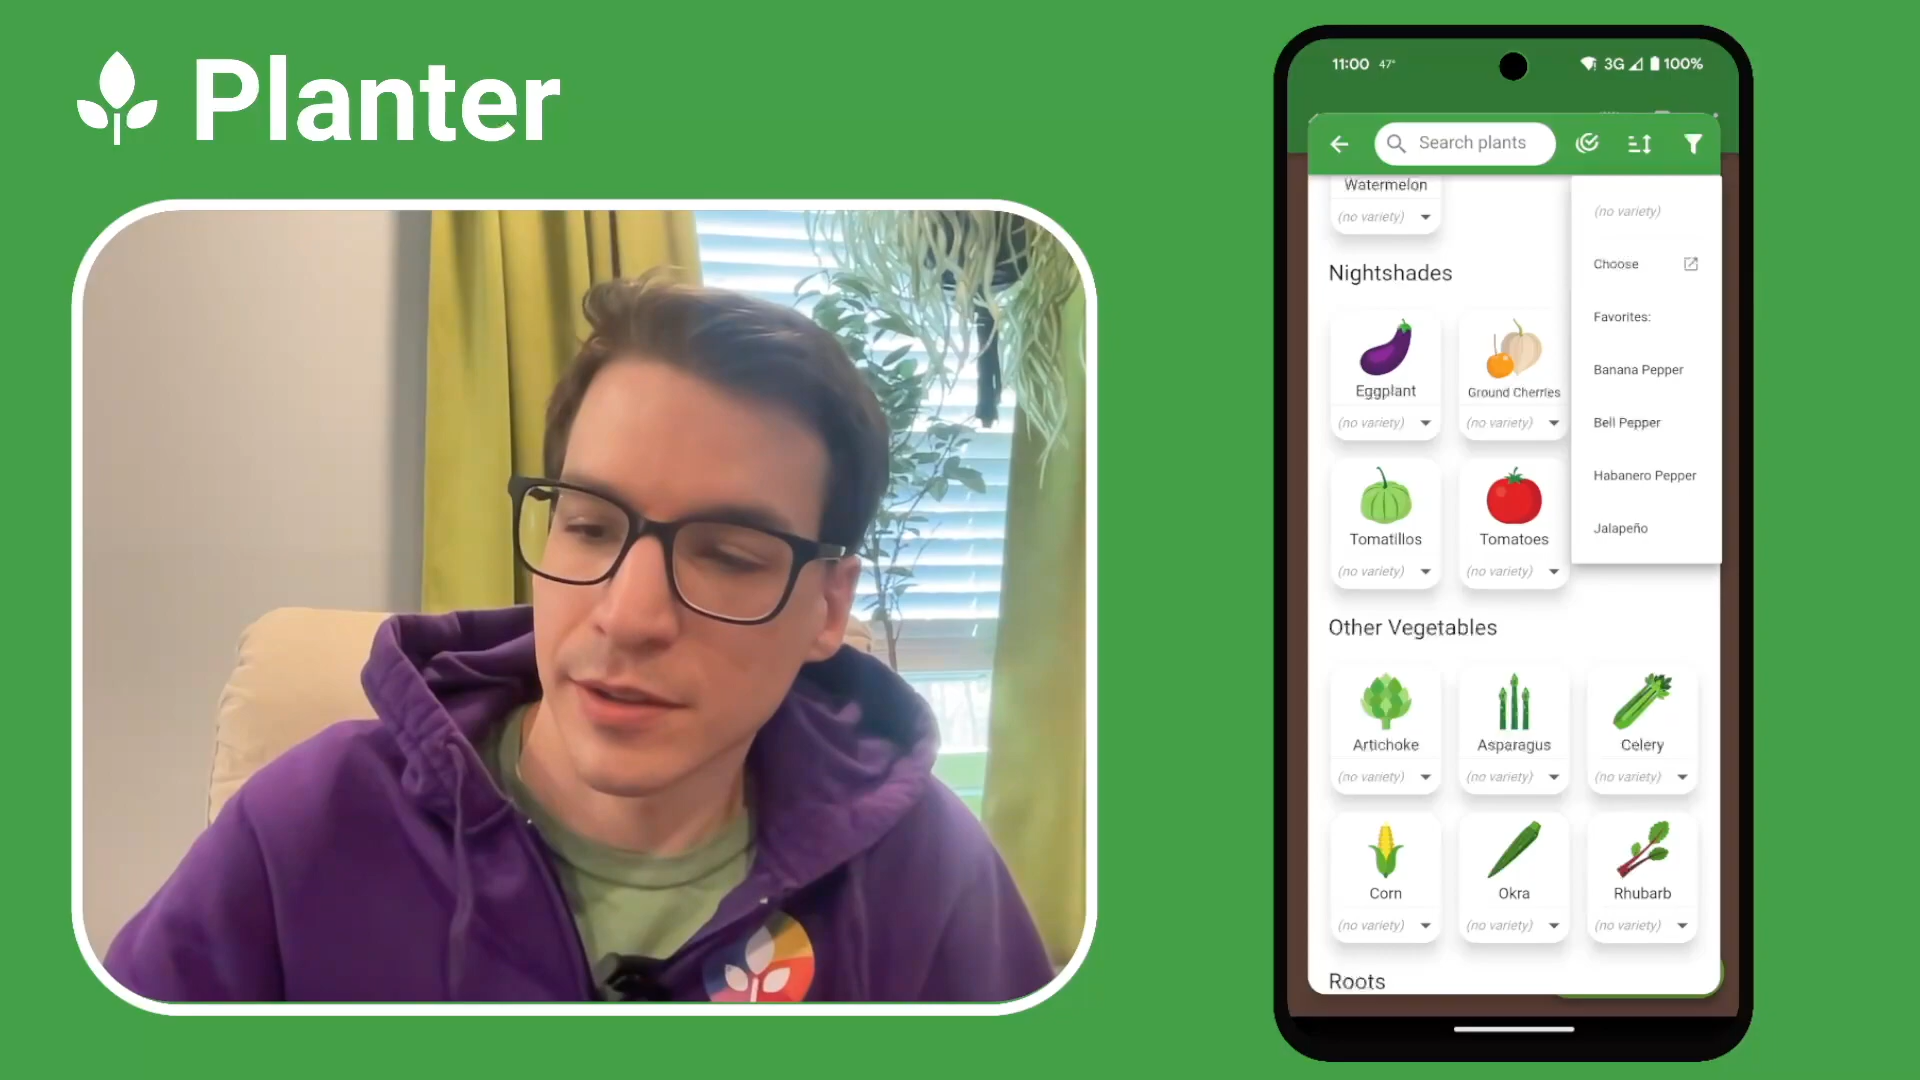 Planter
11:00 47° 3G 100%
Search plants
Watermelon
(no variety)
(no variety)
Choose
Favorites:
Banana Pepper
Bell Pepper
Habanero Pepper
Jalapeño
Nightshades
Eggplant
Ground Cherries
(no variety)
(no variety)
Tomatillos
Tomatoes
(no variety)
(no variety)
Other Vegetables
Artichoke
Asparagus
Celery
(no variety)
(no variety)
(no variety)
Corn
Okra
Rhubarb
(no variety)
(no variety)
(no variety)
Roots